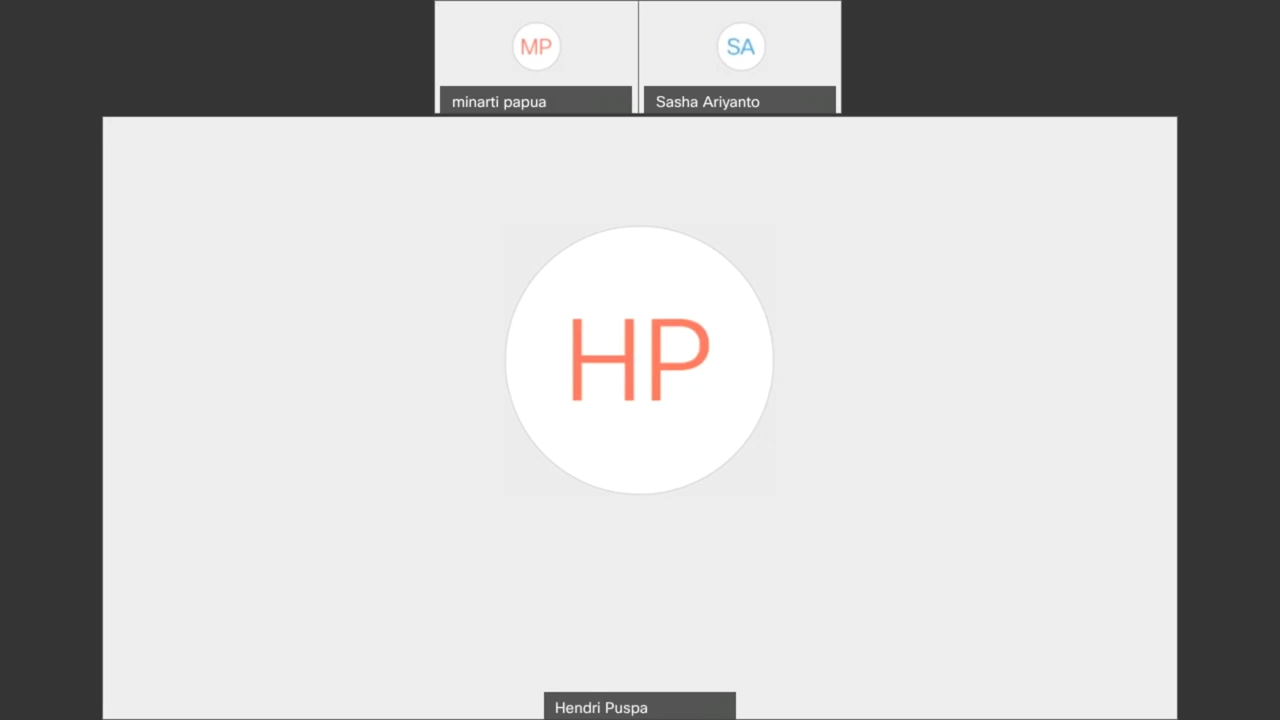 MP
SA
minarti papua
Sasha Ariyanto
HP
Hendri Puspa